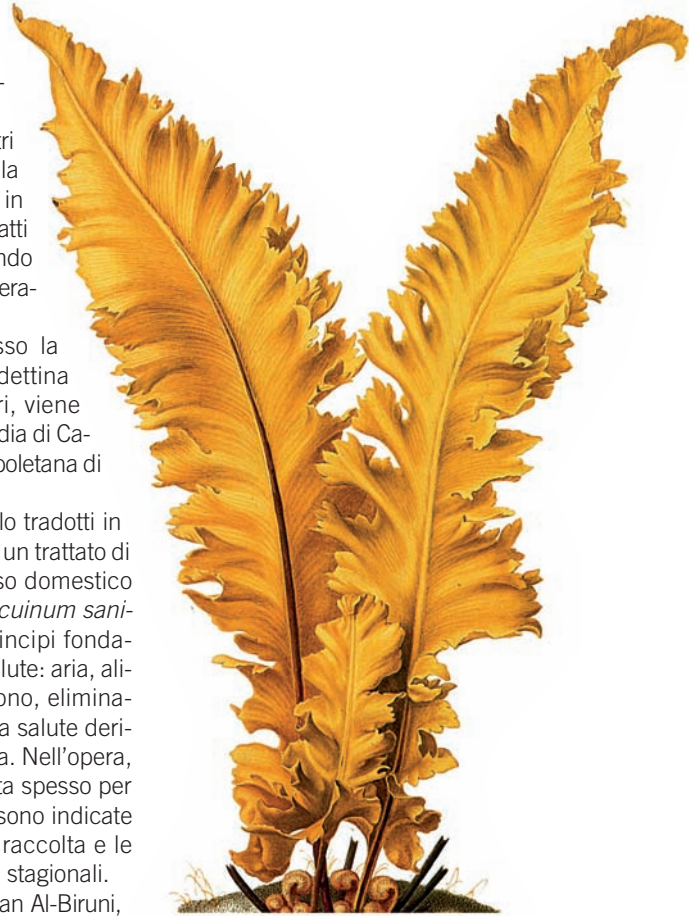 -
tri
la
in
atti
ndo
era-
sso la
dettina
ri, viene
dia di Ca-
poletana di
lo tradotti in
un trattato di
so domestico
cuinum sani-
incipi fonda-
lute: aria, ali-
ono, elimina-
a salute deri-
a. Nell'opera,
ta spesso per
sono indicate
raccolta e le
stagionali.
an Al-Biruni,